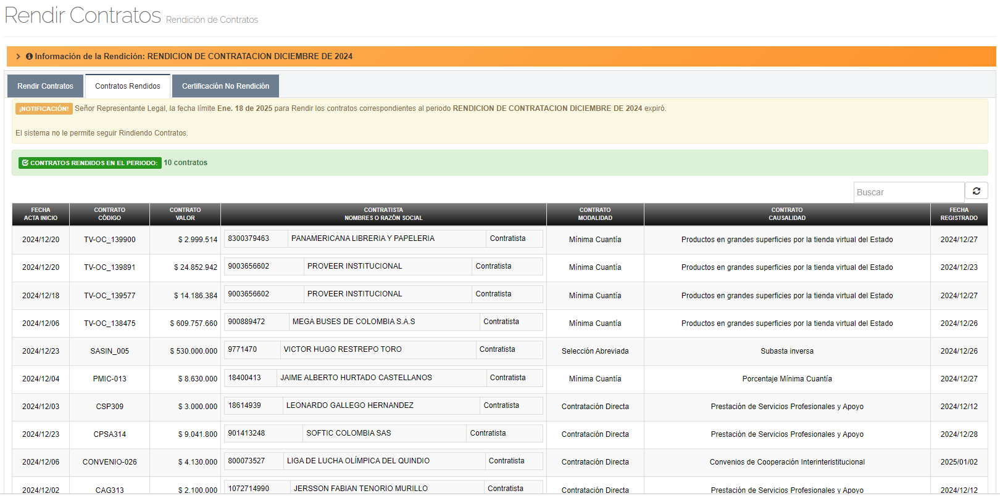 Rendir Contratos Rendición de Contratos
Información de la Rendición: RENDICION DE CONTRATACION DICIEMBRE DE 2024
Rendir Contratos Contratos Rendidos Certificación No Rendición
¡NOTIFICACIÓN! Señor Representante Legal, la fecha límite Ene. 18 de 2025 para Rendir los contratos correspondientes al periodo RENDICION DE CONTRATACION DICIEMBRE DE 2024 expiró.
El sistema no le permite seguir Rindiendo Contratos.
CONTRATOS RENDIDOS EN EL PERIODO: 10 contratos
Buscar
FECHA ACTA INICIO CONTRATO CÓDIGO CONTRATO VALOR CONTRATISTA NOMBRES O RAZÓN SOCIAL CONTRATO MODALIDAD CONTRATO CAUSALIDAD FECHA REGISTRADO
2024/12/20 TV-OC_139900 $ 2.999.514 8300379463 PANAMERICANA LIBRERIA Y PAPELERIA Contratista Mínima Cuantía Productos en grandes superficies por la tienda virtual del Estado 2024/12/27
2024/12/20 TV-OC_139891 $ 24.852.942 9003656602 PROVEER INSTITUCIONAL Contratista Mínima Cuantía Productos en grandes superficies por la tienda virtual del Estado 2024/12/23
2024/12/18 TV-OC_139577 $ 14.186.384 9003656602 PROVEER INSTITUCIONAL Contratista Mínima Cuantía Productos en grandes superficies por la tienda virtual del Estado 2024/12/27
2024/12/06 TV-OC_138475 $ 609.757.660 900889472 MEGA BUSES DE COLOMBIA S.A.S Contratista Mínima Cuantía Productos en grandes superficies por la tienda virtual del Estado 2024/12/26
2024/12/23 SASIN_005 $ 530.000.000 9771470 VICTOR HUGO RESTREPO TORO Contratista Selección Abreviada Subasta inversa 2024/12/26
2024/12/04 PMIC-013 $ 8.630.000 18400413 JAIME ALBERTO HURTADO CASTELLANOS Contratista Mínima Cuantía Porcentaje Mínima Cuantía 2024/12/27
2024/12/03 CSP309 $ 3.000.000 18614939 LEONARDO GALLEGO HERNANDEZ Contratista Contratación Directa Prestación de Servicios Profesionales y Apoyo 2024/12/12
2024/12/23 CPSA314 $ 9.041.800 901413248 SOFTIC COLOMBIA SAS Contratista Contratación Directa Prestación de Servicios Profesionales y Apoyo 2024/12/28
2024/12/06 CONVENIO-026 $ 4.130.000 800073527 LIGA DE LUCHA OLÍMPICA DEL QUINDIO Contratista Contratación Directa Convenios de Cooperación Interinteristitucional 2025/01/02
2024/12/02 CAG313 $ 2.100.000 1072714990 JERSSON FABIAN TENORIO MURILLO Contratista Contratación Directa Prestación de Servicios Profesionales y Apoyo 2024/12/12